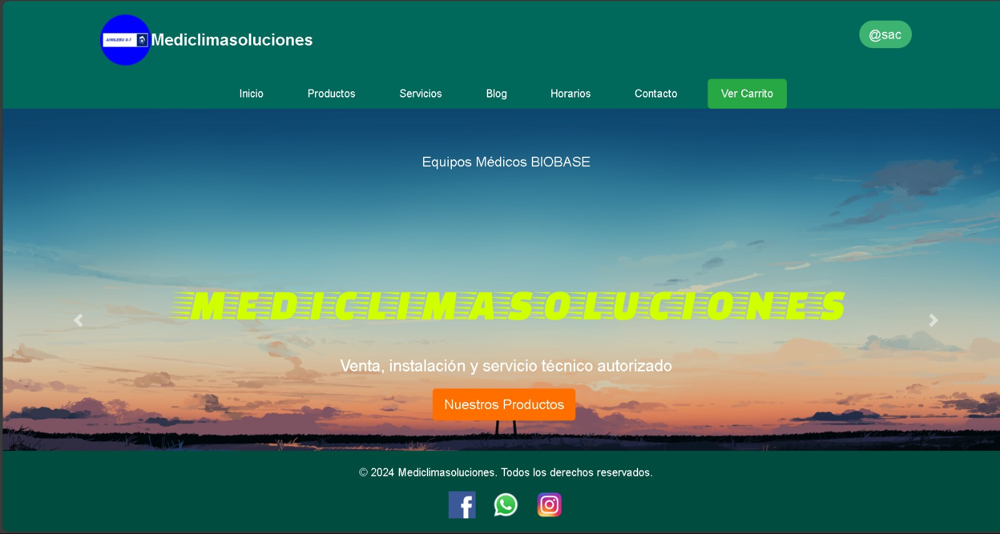 AINILEBU S-T
Mediclimasoluciones
@sac
Inicio
Productos
Servicios
Blog
Horarios
Contacto
Ver Carrito
Equipos Médicos BIOBASE
MEDICLIMASOLUCIONES
Venta, instalación y servicio técnico autorizado
Nuestros Productos
© 2024 Mediclimasoluciones. Todos los derechos reservados.